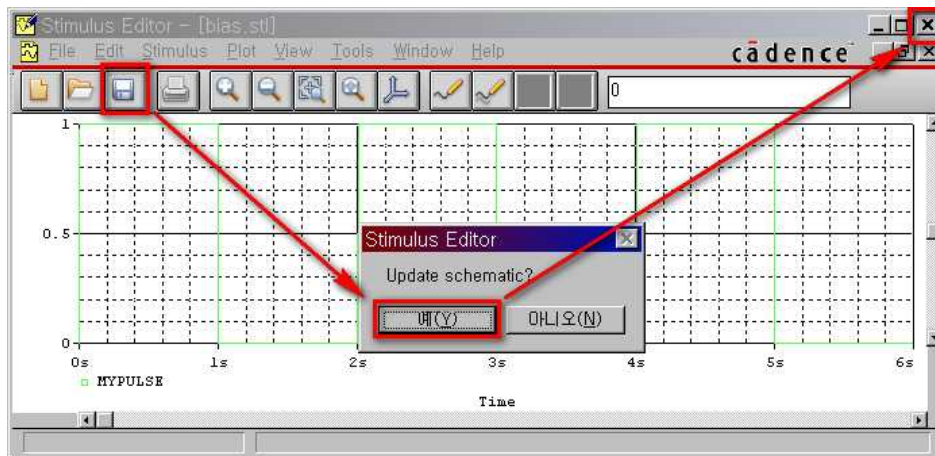 Stimulus Editor - [bias.stl]
File Edit Stimulus Plot View Tools Window Help
cādence
0
1
0.5
0
Stimulus Editor
Update schematic?
예(Y) 아니오(N)
0s 1s 2s 3s 4s 5s 6s
MYPULSE
Time